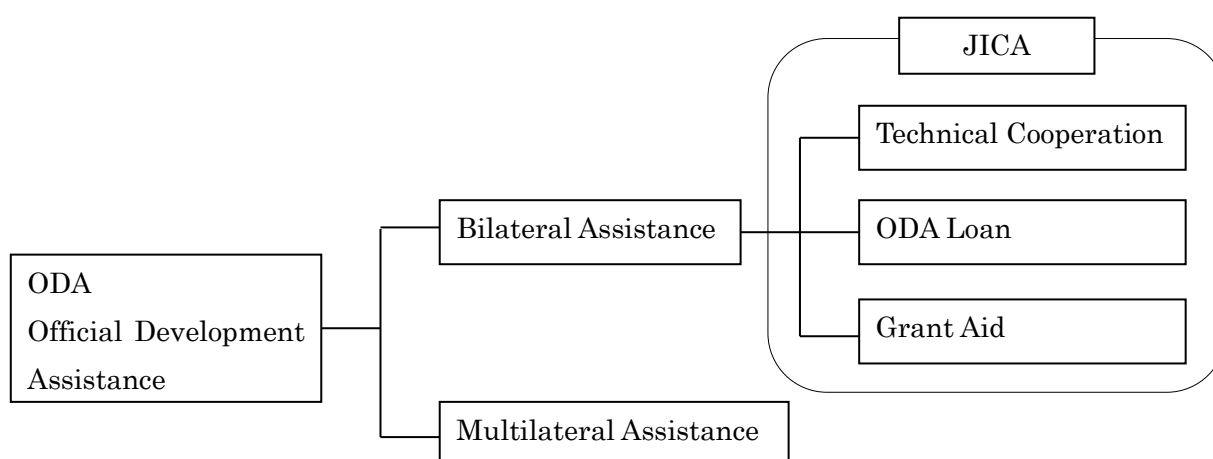 JICA
Technical Cooperation
Bilateral Assistance
ODA Loan
ODA
Official Development
Assistance
Grant Aid
Multilateral Assistance